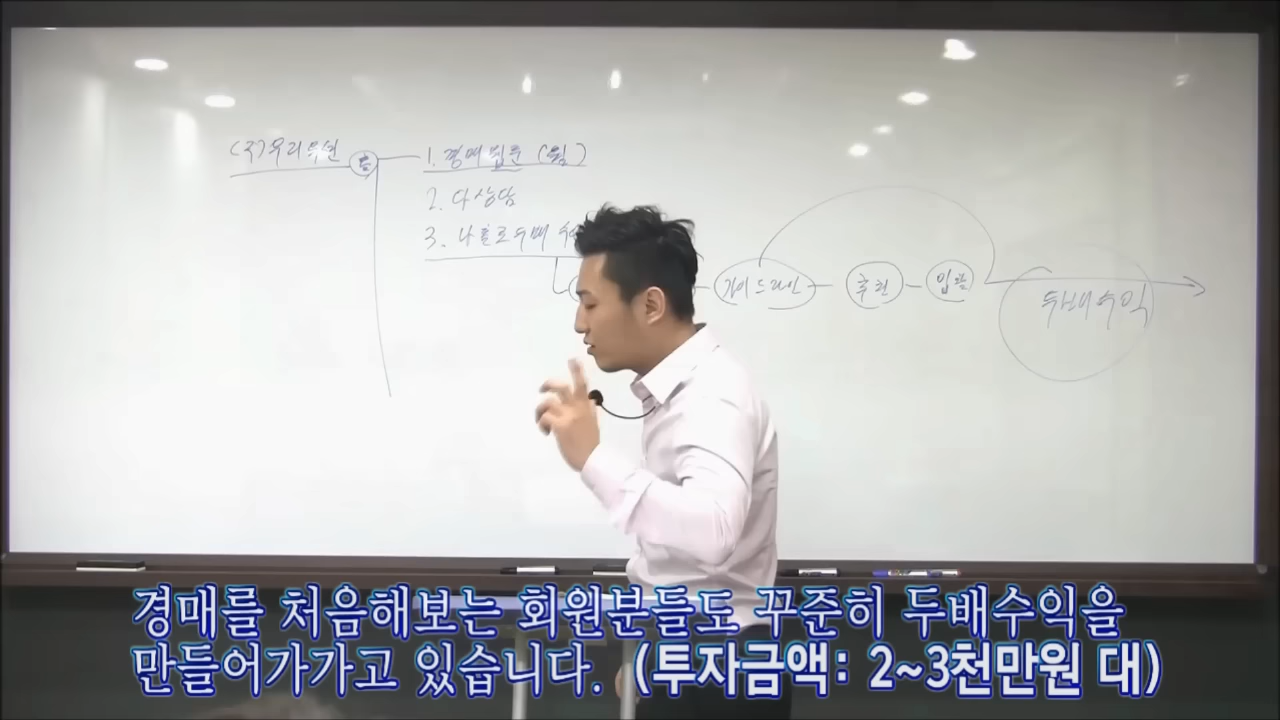 (주)우리옥션
1. 경매입문 (월)
2. 다상담
3. 나홀로두배
가이드라인
추천
입찰
두배수익
경매를 처음해보는 회원분들도 꾸준히 두배수익을
만들어가가고 있습니다. (투자금액: 2~3천만원 대)